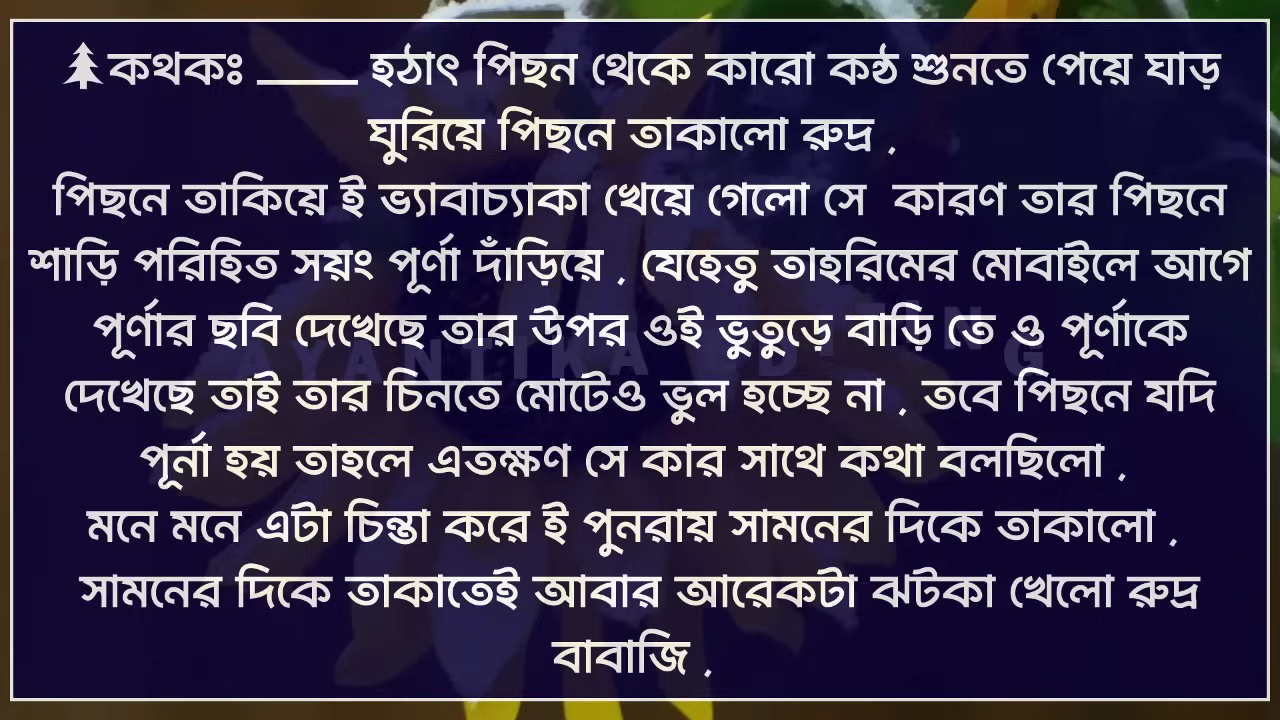 🌲কথকঃ _____ হঠাৎ পিছন থেকে কারো কন্ঠ শুনতে পেয়ে ঘাড়
ঘুরিয়ে পিছনে তাকালো রুদ্র ,
পিছনে তাকিয়ে ই ভ্যাবাচ্যাকা খেয়ে গেলো সে কারণ তার পিছনে
শাড়ি পরিহিত সয়ং পূর্ণা দাঁড়িয়ে , যেহেতু তাহরিমের মোবাইলে আগে
পূর্ণার ছবি দেখেছে তার উপর ওই ভুতুড়ে বাড়ি তে ও পূর্ণাকে
দেখেছে তাই তার চিনতে মোটেও ভুল হচ্ছে না , তবে পিছনে যদি
পূর্না হয় তাহলে এতক্ষণ সে কার সাথে কথা বলছিলো ,
মনে মনে এটা চিন্তা করে ই পুনরায় সামনের দিকে তাকালো ,
সামনের দিকে তাকাতেই আবার আরেকটা ঝটকা খেলো রুদ্র
বাবাজি ,